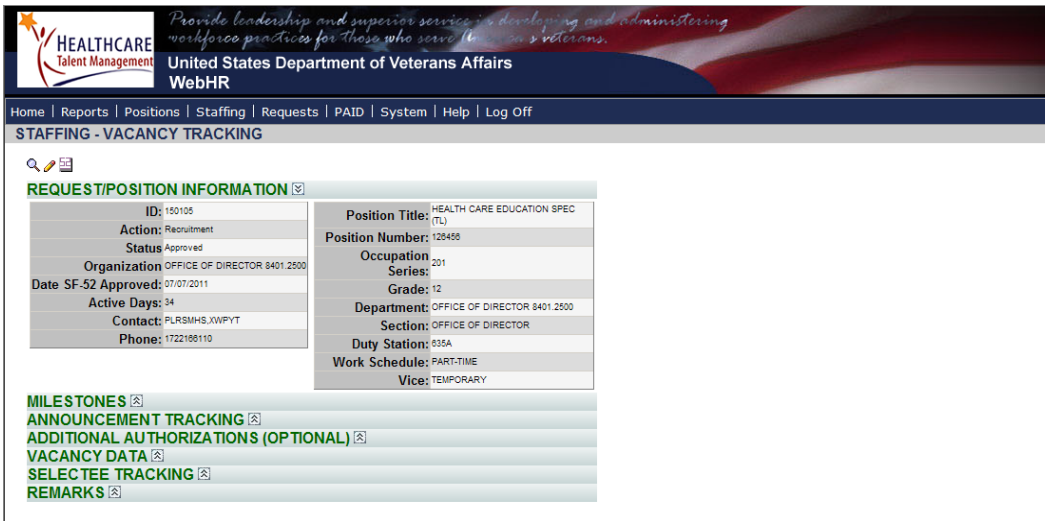 Provide leadership and superior service in developing and administering
workforce practices for those who serve America's veterans.
HEALTHCARE
Talent Management
United States Department of Veterans Affairs
WebHR
Home | Reports | Positions | Staffing | Requests | PAID | System | Help | Log Off
STAFFING - VACANCY TRACKING
REQUEST/POSITION INFORMATION
ID: 150105
Action: Recruitment
Status Approved
Organization OFFICE OF DIRECTOR 8401.2500
Date SF-52 Approved: 07/07/2011
Active Days: 34
Contact: PLRSMHS,XWPYT
Phone: 1722166110
Position Title: HEALTH CARE EDUCATION SPEC
(TL)
Position Number: 126456
Occupation
Series: 201
Grade: 12
Department: OFFICE OF DIRECTOR 8401.2500
Section: OFFICE OF DIRECTOR
Duty Station: 635A
Work Schedule: PART-TIME
Vice: TEMPORARY
MILESTONES
ANNOUNCEMENT TRACKING
ADDITIONAL AUTHORIZATIONS (OPTIONAL)
VACANCY DATA
SELECTEE TRACKING
REMARKS